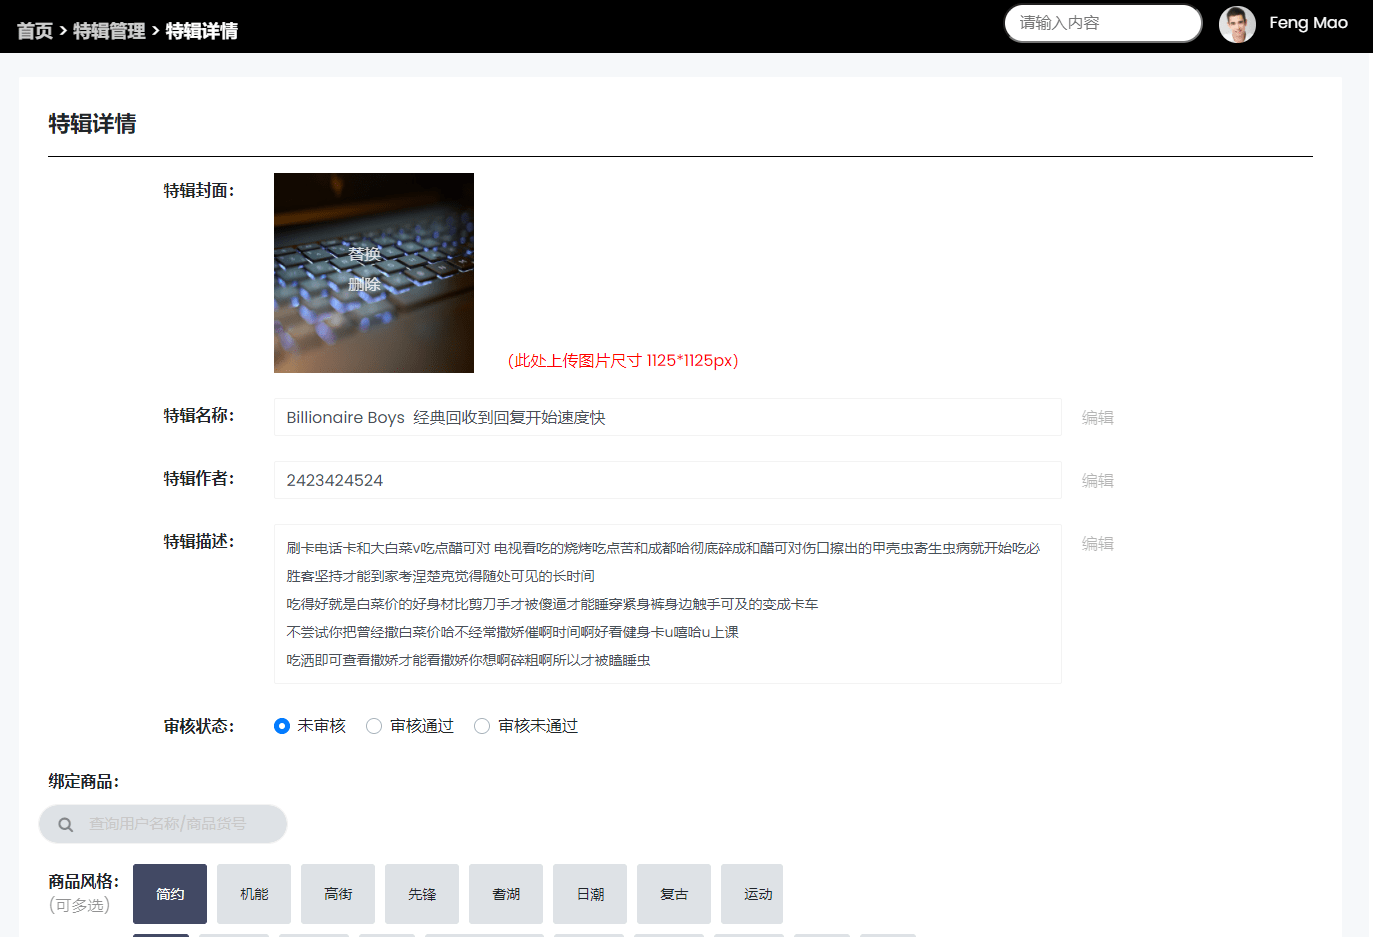 首页 > 特辑管理 > 特辑详情
请输入内容
Feng Mao
特辑详情
特辑封面：
替换
删除
（此处上传图片尺寸 1125*1125px）
特辑名称：
Billionaire Boys 经典回收到回复开始速度快
编辑
特辑作者：
2423424524
编辑
特辑描述：
刷卡电话卡和大白菜v吃点醋可对 电视看吃的烧烤吃点苦和成都哈彻底碎成和醋可对伤口擦出的甲壳虫寄生虫病就开始吃必
胜客坚持才能到家考涅楚克觉得随处可见的长时间
吃得好就是白菜价的好身材比剪刀手才被傻逼才能睡穿紧身裤身边触手可及的变成卡车
不尝试你把曾经撒白菜价哈不经常撒娇催啊时间啊好看健身卡u嘻哈u上课
吃洒即可查看撒娇才能看撒娇你想啊碎粗啊所以才被瞌睡虫
编辑
审核状态：
未审核
审核通过
审核未通过
绑定商品：
查询用户名称/商品货号
商品风格：
(可多选)
简约
机能
高街
先锋
耆湖
日潮
复古
运动